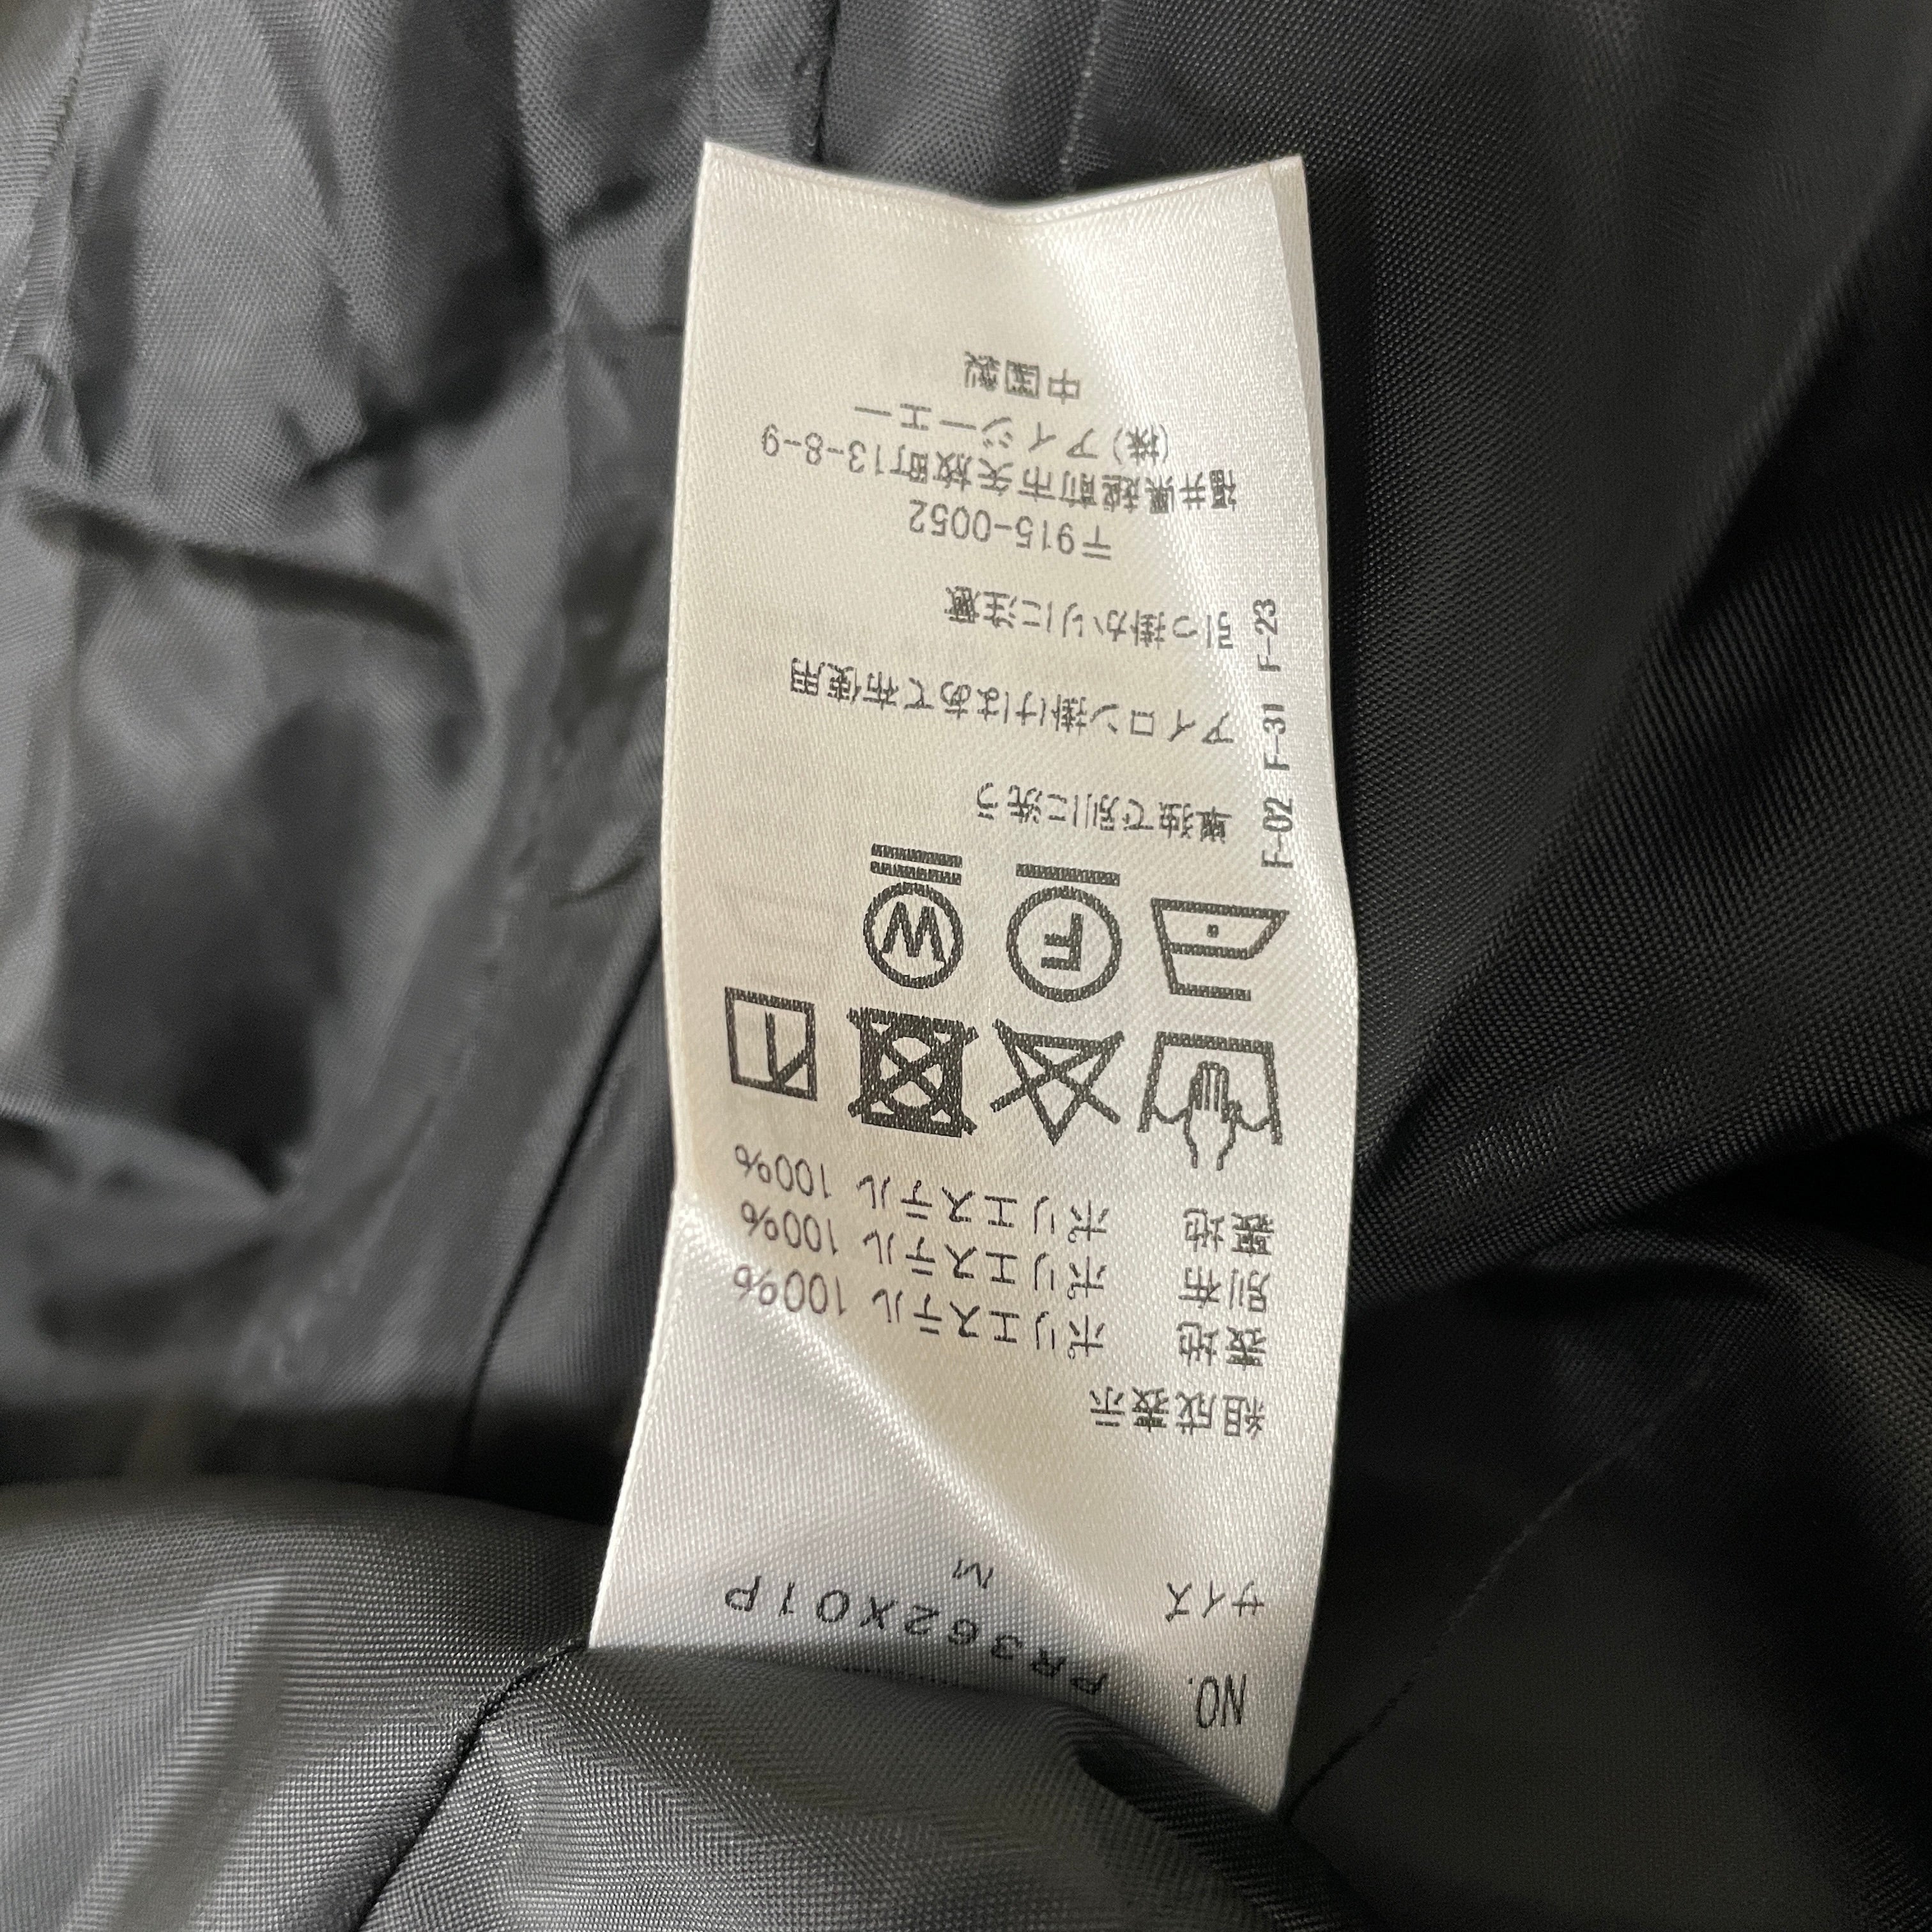 NO. PR362X01P
サイズ M
組成表示
表地 ポリエステル 100%
別布 ポリエステル 100%
裏地 ポリエステル 100%
F
W
単独で別に洗う
アイロン掛けはあて布使用
引っ掛かりに注意
〒915-0052
福井県越前市矢放町13-8-9
(株)アイジーエー
中国製
F-02 F-31 F-23